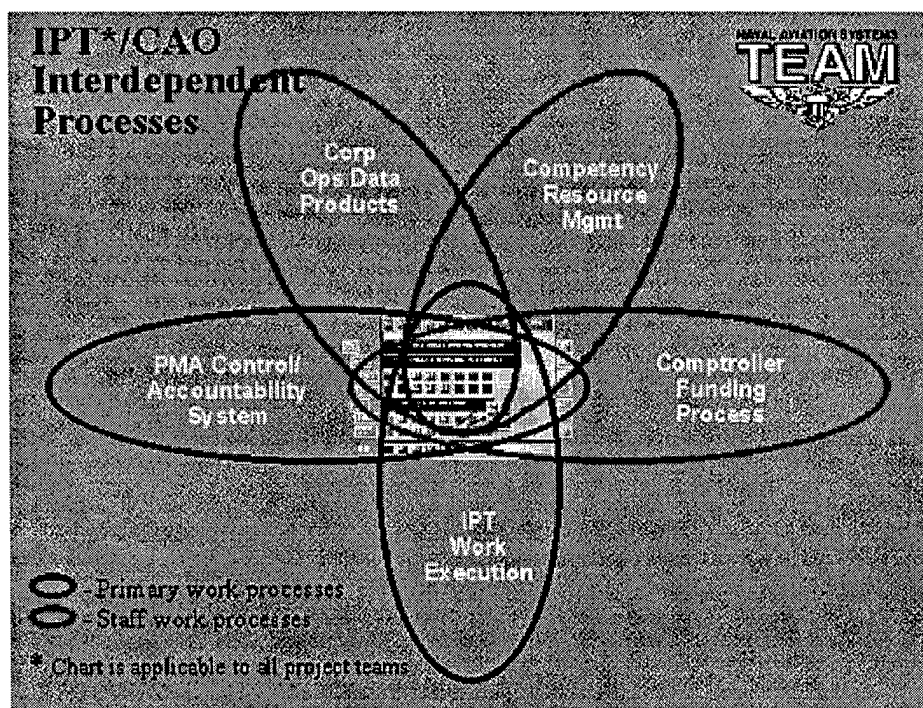 IPT*/CAO
Interdependent
Processes
NAVAL AVIATION SYSTEMS
TEAM
Corp
Ops Data
Products
Competency
Resource
Mgmt
PMA Control/
Accountability
System
Comptroller
Funding
Process
IPT
Work
Execution
- Primary work processes
- Staff work processes
* Chart is applicable to all project teams